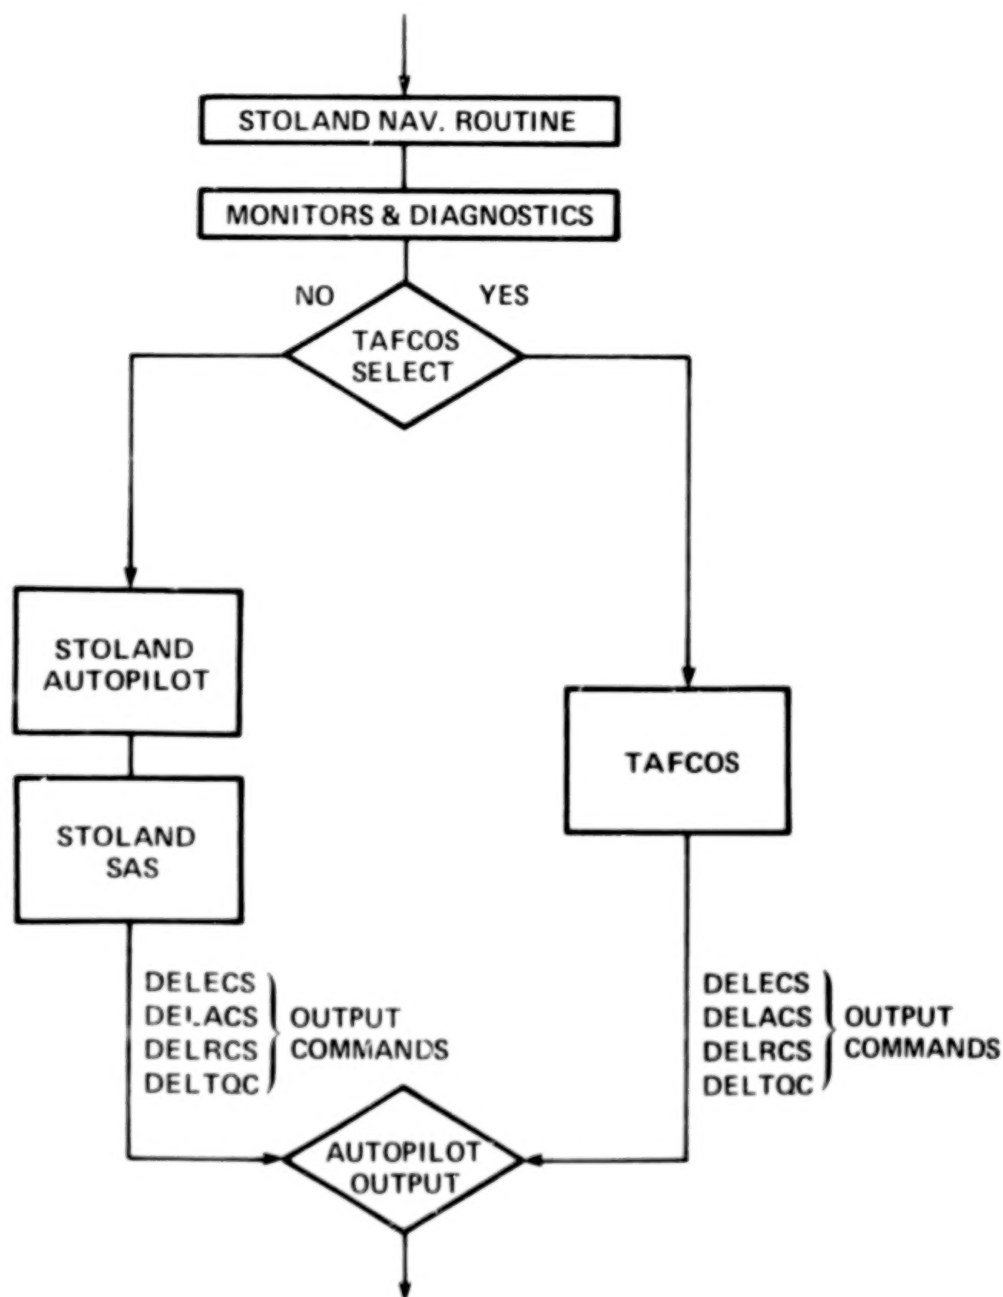 STOLAND NAV. ROUTINE
MONITORS & DIAGNOSTICS
NO
YES
TAFCOS
SELECT
STOLAND
AUTOPILOT
STOLAND
SAS
TAFCOS
DELECS
DELACS
DELRCS
DELTQC
OUTPUT
COMMANDS
DELECS
DELACS
DELRCS
DELTQC
OUTPUT
COMMANDS
AUTOPILOT
OUTPUT